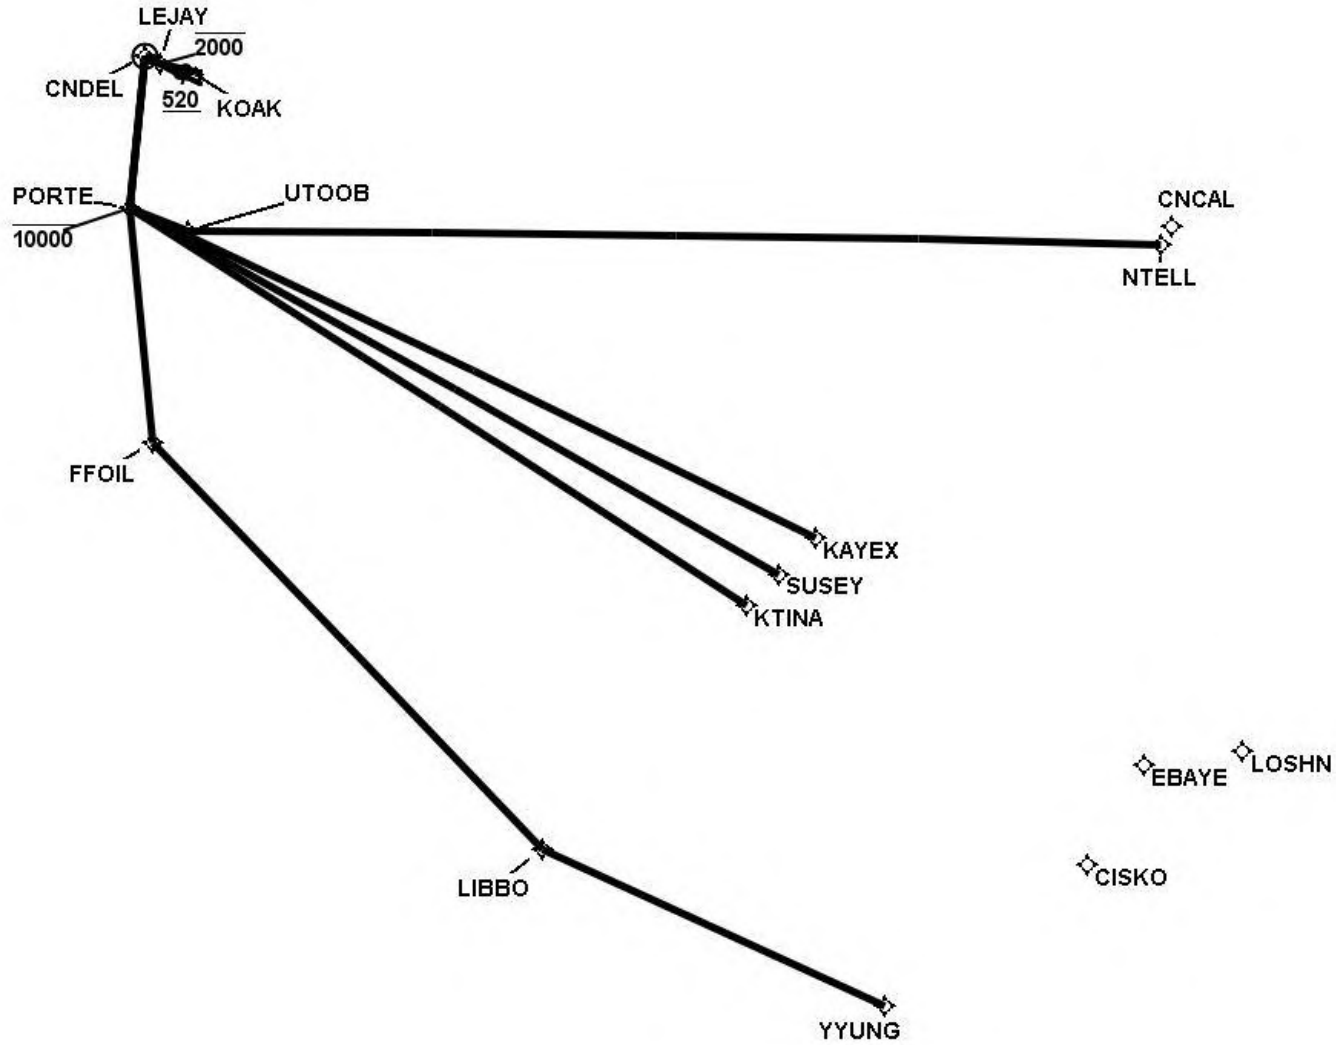 LEJAY
2000
CNDEL
520
KOAK
PORTE
UTOOB
10000
CNCAL
NTELL
FFOIL
KAYEX
SUSEY
KTINA
EBAYE
LOSHN
CISKO
LIBBO
YYUNG